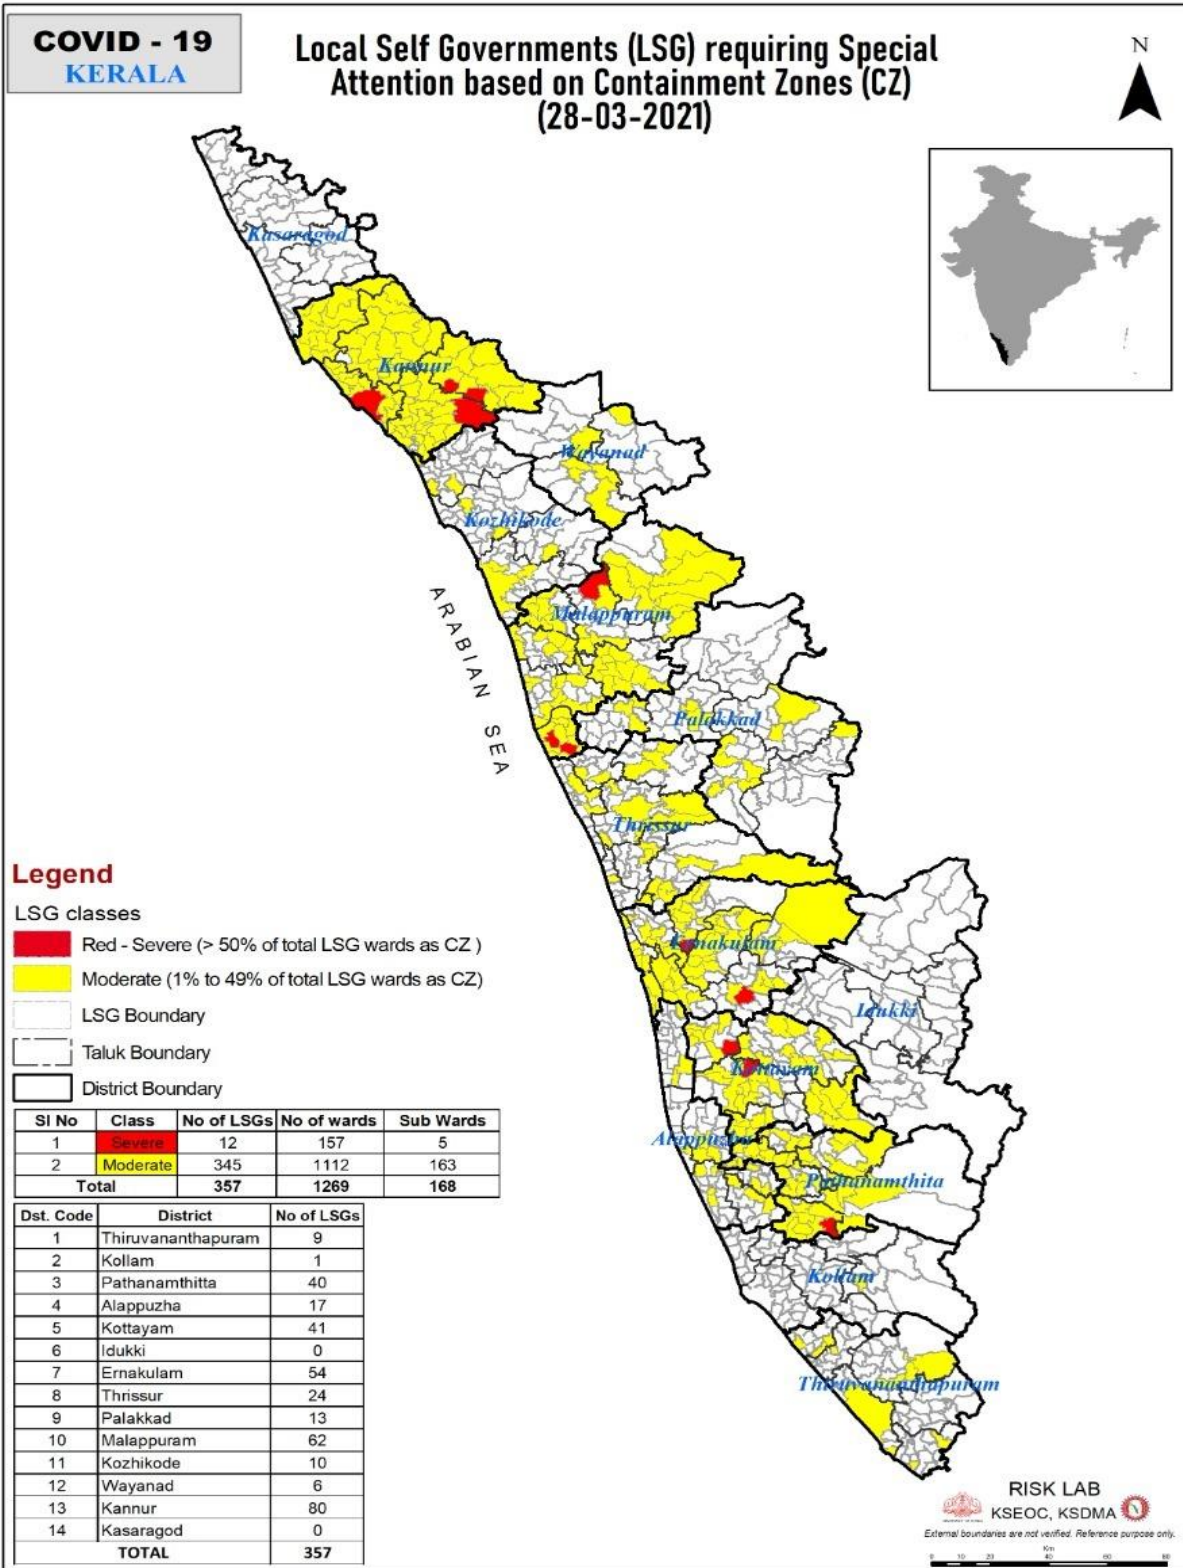 COVID - 19
KERALA
Local Self Governments (LSG) requiring Special
Attention based on Containment Zones (CZ)
(28-03-2021)
N
Kasaragod
Kannur
Wayanad
Kozhikode
Malappuram
ARABIAN SEA
Palakkad
Thrissur
Ernakulam
Idukki
Kottayam
Alappuzha
Pathanamthita
Kollam
Thiruvananthapuram
Legend
LSG classes
Red - Severe (> 50% of total LSG wards as CZ )
Moderate (1% to 49% of total LSG wards as CZ)
LSG Boundary
Taluk Boundary
District Boundary
Sl No Class No of LSGs No of wards Sub Wards
1 Severe 12 157 5
2 Moderate 345 1112 163
Total 357 1269 168
Dst. Code District No of LSGs
1 Thiruvananthapuram 9
2 Kollam 1
3 Pathanamthitta 40
4 Alappuzha 17
5 Kottayam 41
6 Idukki 0
7 Ernakulam 54
8 Thrissur 24
9 Palakkad 13
10 Malappuram 62
11 Kozhikode 10
12 Wayanad 6
13 Kannur 80
14 Kasaragod 0
TOTAL 357
RISK LAB
KSEOC, KSDMA
External boundaries are not verified. Reference purpose only.
Km
0 10 20 40 60 80